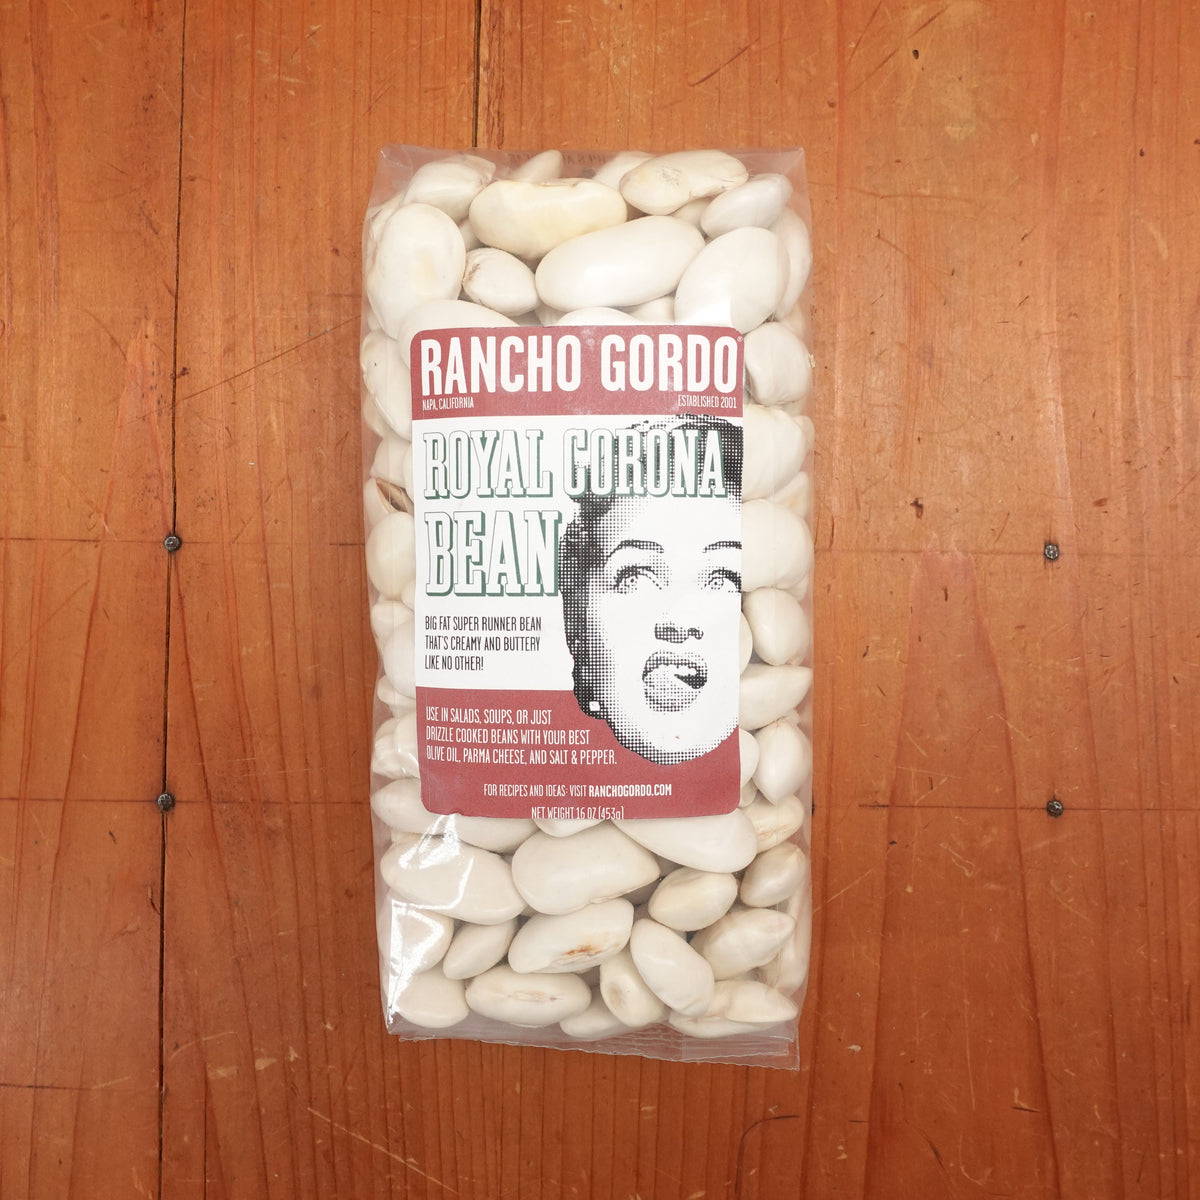 RANCHO GORDO®
NAPA, CALIFORNIA
ESTABLISHED 2001
ROYAL CORONA
BEAN
BIG FAT SUPER RUNNER BEAN
THAT'S CREAMY AND BUTTERY
LIKE NO OTHER!
USE IN SALADS, SOUPS, OR JUST
DRIZZLE COOKED BEANS WITH YOUR BEST
OLIVE OIL, PARMA CHEESE, AND SALT & PEPPER.
FOR RECIPES AND IDEAS: VISIT RANCHOGORDO.COM
NET WEIGHT 16 OZ (453g)